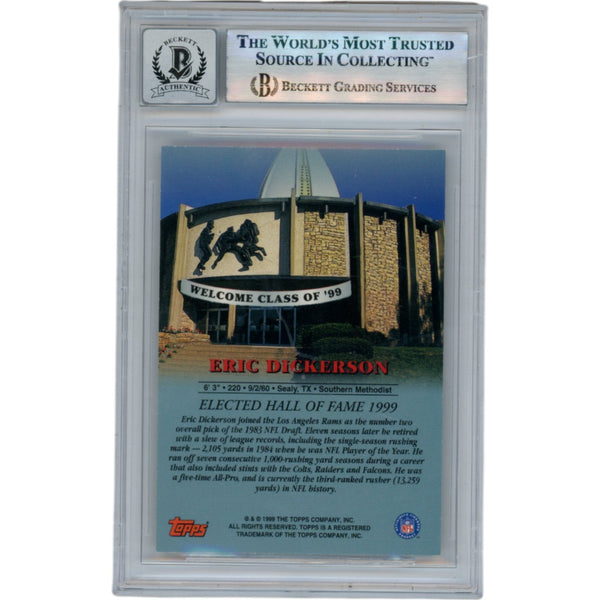 BECKETT
B
AUTHENTIC
THE WORLD'S MOST TRUSTED
SOURCE IN COLLECTING™
B BECKETT GRADING SERVICES
WELCOME CLASS OF '99
ERIC DICKERSON
6' 3" • 220 • 9/2/60 • Sealy, TX • Southern Methodist
ELECTED HALL OF FAME 1999
Eric Dickerson joined the Los Angeles Rams as the number two
overall pick of the 1983 NFL Draft. Eleven seasons later he retired
with a slew of league records, including the single-season rushing
mark — 2,105 yards in 1984 when he was NFL Player of the Year. He
ran off seven consecutive 1,000-rushing yard seasons during a career
that also included stints with the Colts, Raiders and Falcons. He was
a five-time All-Pro, and is currently the third-ranked rusher (13,259
yards) in NFL history.
Topps
® & © 1999 THE TOPPS COMPANY, INC.
ALL RIGHTS RESERVED. TOPPS IS A REGISTERED
TRADEMARK OF THE TOPPS COMPANY, INC.
NFL